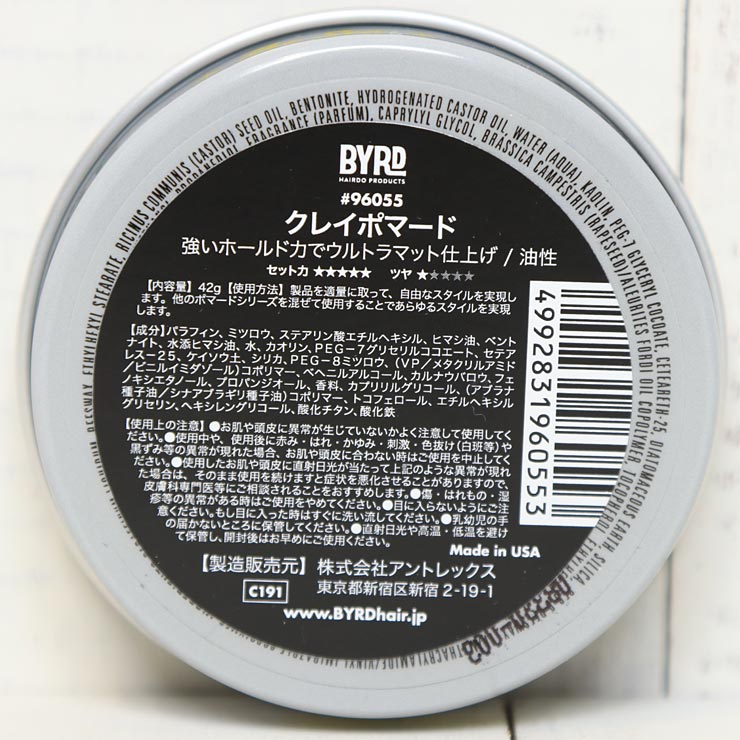 BYRD
HAIRDO PRODUCTS
#96055
クレイポマード
強いホールド力でウルトラマット仕上げ / 油性
セット力 ★★★★★ ツヤ ★★★★★
【内容量】42g【使用方法】製品を適量に取って、自由なスタイルを実現し
ます。他のポマードシリーズを混ぜて使用することであらゆるスタイルを実
現します。
【成分】パラフィン、ミツロウ、ステアリン酸エチルヘキシル、ヒマシ油、ベント
ナイト、水添ヒマシ油、水、カオリン、PEG-7グリセリルココエート、セテア
レス-25、ケイソウ土、シリカ、PEG-8ミツロウ、(VP/メタクリルアミド
/ビニルイミダゾール)コポリマー、ベヘニルアルコール、カルナウバロウ、フェ
ノキシエタノール、プロパンジオール、香料、カプリリルグリコール、(アブラナ
種子油/シナアブラギリ種子油)コポリマー、トコフェロール、エチルヘキシル
グリセリン、ヘキシレングリコール、酸化チタン、酸化鉄
【使用上の注意】●お肌や頭皮に異常が生じていないかよく注意して使用してく
ださい。●使用中や、使用後に赤み・はれ・かゆみ・刺激・色抜け(白斑等)や
黒ずみ等の異常が現れた場合、お肌や頭皮に合わない時はご使用を中止してく
ださい。●使用したお肌や頭皮に直射日光が当たって上記のような異常が現れ
た場合は、そのまま使用を続けますと症状を悪化させることがありますので、
皮膚科専門医等にご相談されることをおすすめします。●傷・はれもの・湿
疹等の異常がある時はご使用をやめてください。●目に入らないようにご注
意ください。もし目に入った時はすぐに洗い流してください。●乳幼児の手
の届かないところに保管してください。●直射日光や高温・低温を避け
て保管し、開封後はお早めにご使用ください。
Made in USA
【製造販売元】株式会社アントレックス
C191 東京都新宿区新宿 2-19-1
www.BYRDhair.jp
4992831960553
ETHYLHEXYL STEARATE, RICINUS COMMUNIS (CASTOR) SEED OIL, BENTONITE, HYDROGENATED CASTOR OIL, WATER (AQUA), KAOLIN, PEG-7 GLYCERYL COCOATE, CETEARETH-25, DIATOMACEOUS EARTH, SILICA
FRAGRANCE (PARFUM), CAPRYLYL GLYCOL, BRASSICA CAMPESTRIS (RAPESEED)/ALEURITES FORDI OIL COPOLYMER, TOCOPHEROL